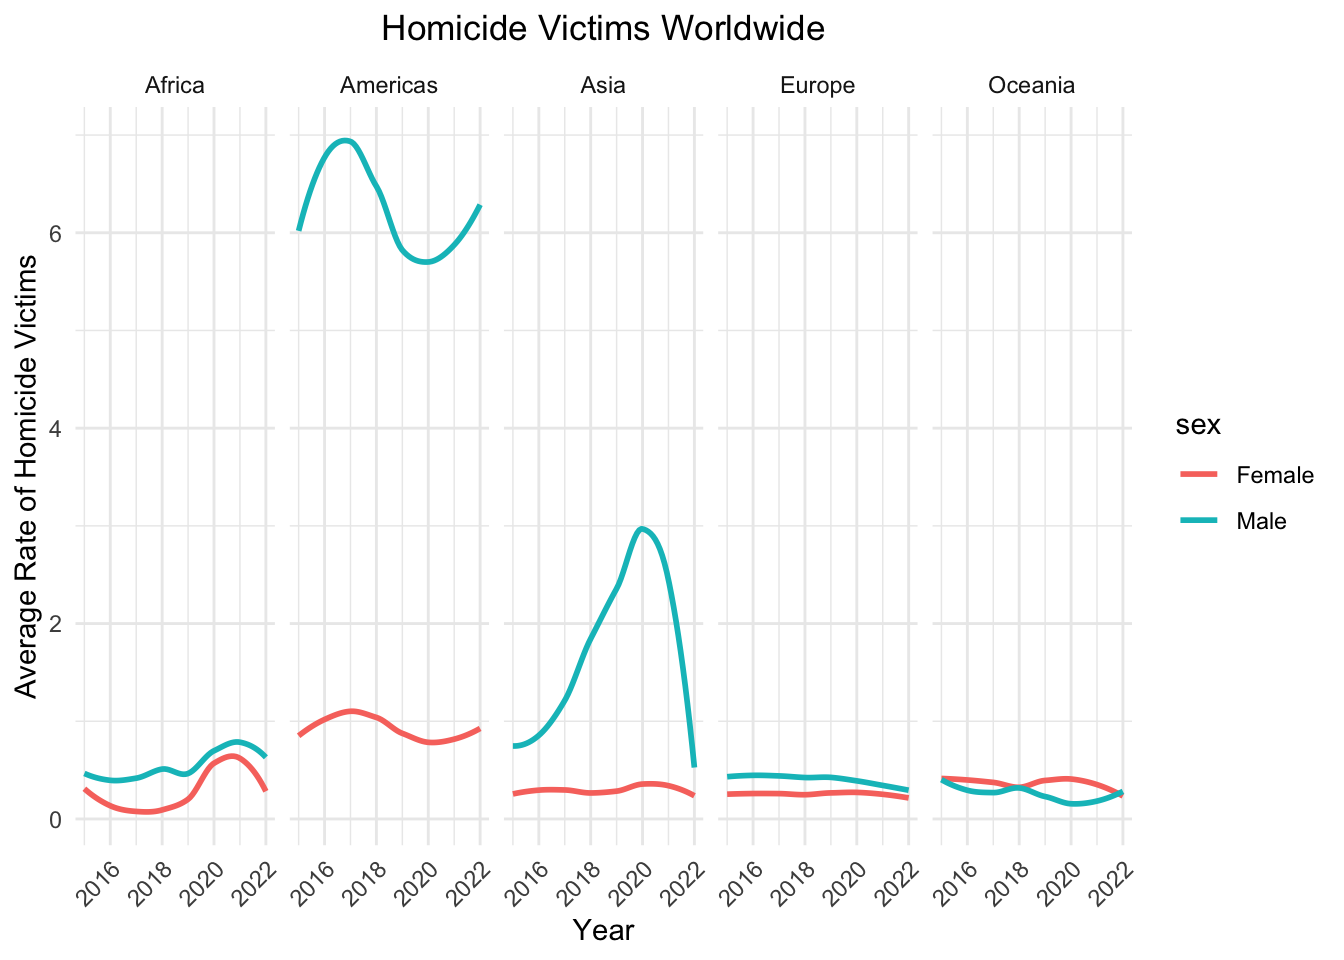 Homicide Victims Worldwide
Africa Americas Asia Europe Oceania
Average Rate of Homicide Victims
6
4
2
0
sex
Female
Male
2016 2018 2020 2022 2016 2018 2020 2022 2016 2018 2020 2022 2016 2018 2020 2022 2016 2018 2020 2022
Year